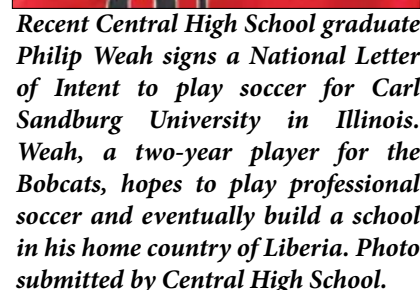 Recent Central High School graduate
Philip Weah signs a National Letter
of Intent to play soccer for Carl
Sandburg University in Illinois.
Weah, a two-year player for the
Bobcats, hopes to play professional
soccer and eventually build a school
in his home country of Liberia. Photo
submitted by Central High School.